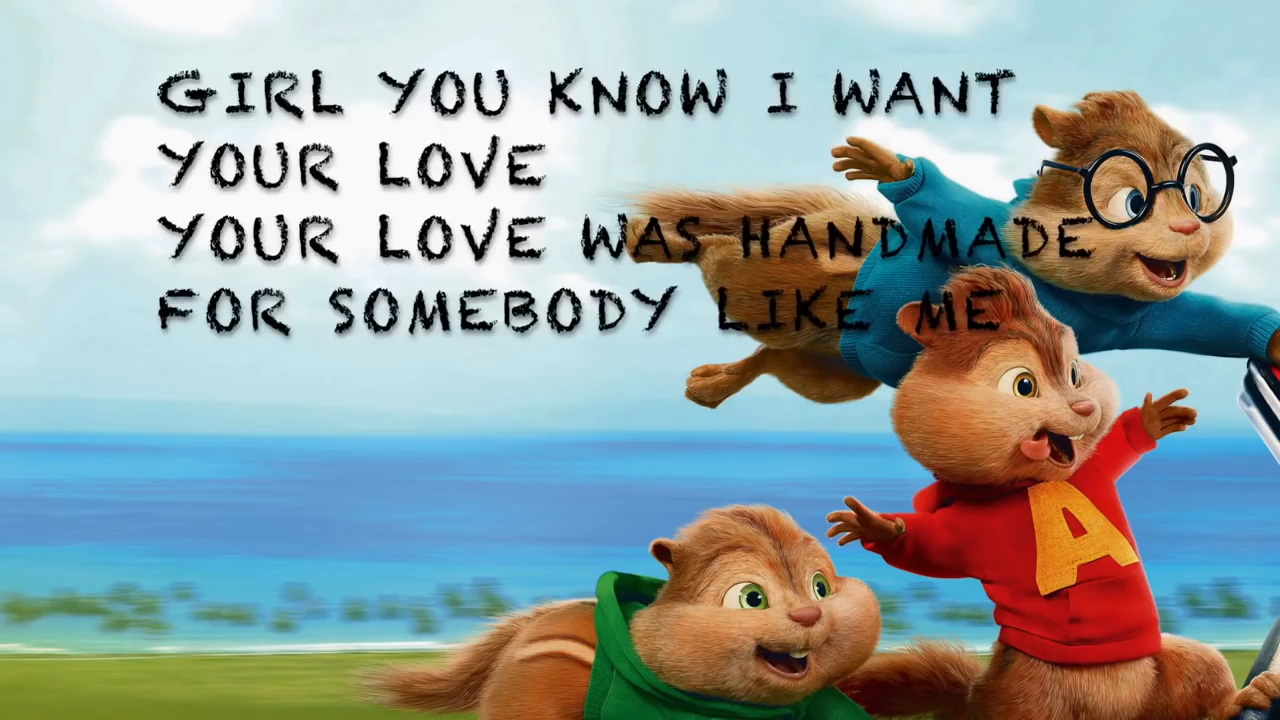 GIRL YOU KNOW I WANT
YOUR LOVE
YOUR LOVE WAS HANDMADE
FOR SOMEBODY LIKE ME
A